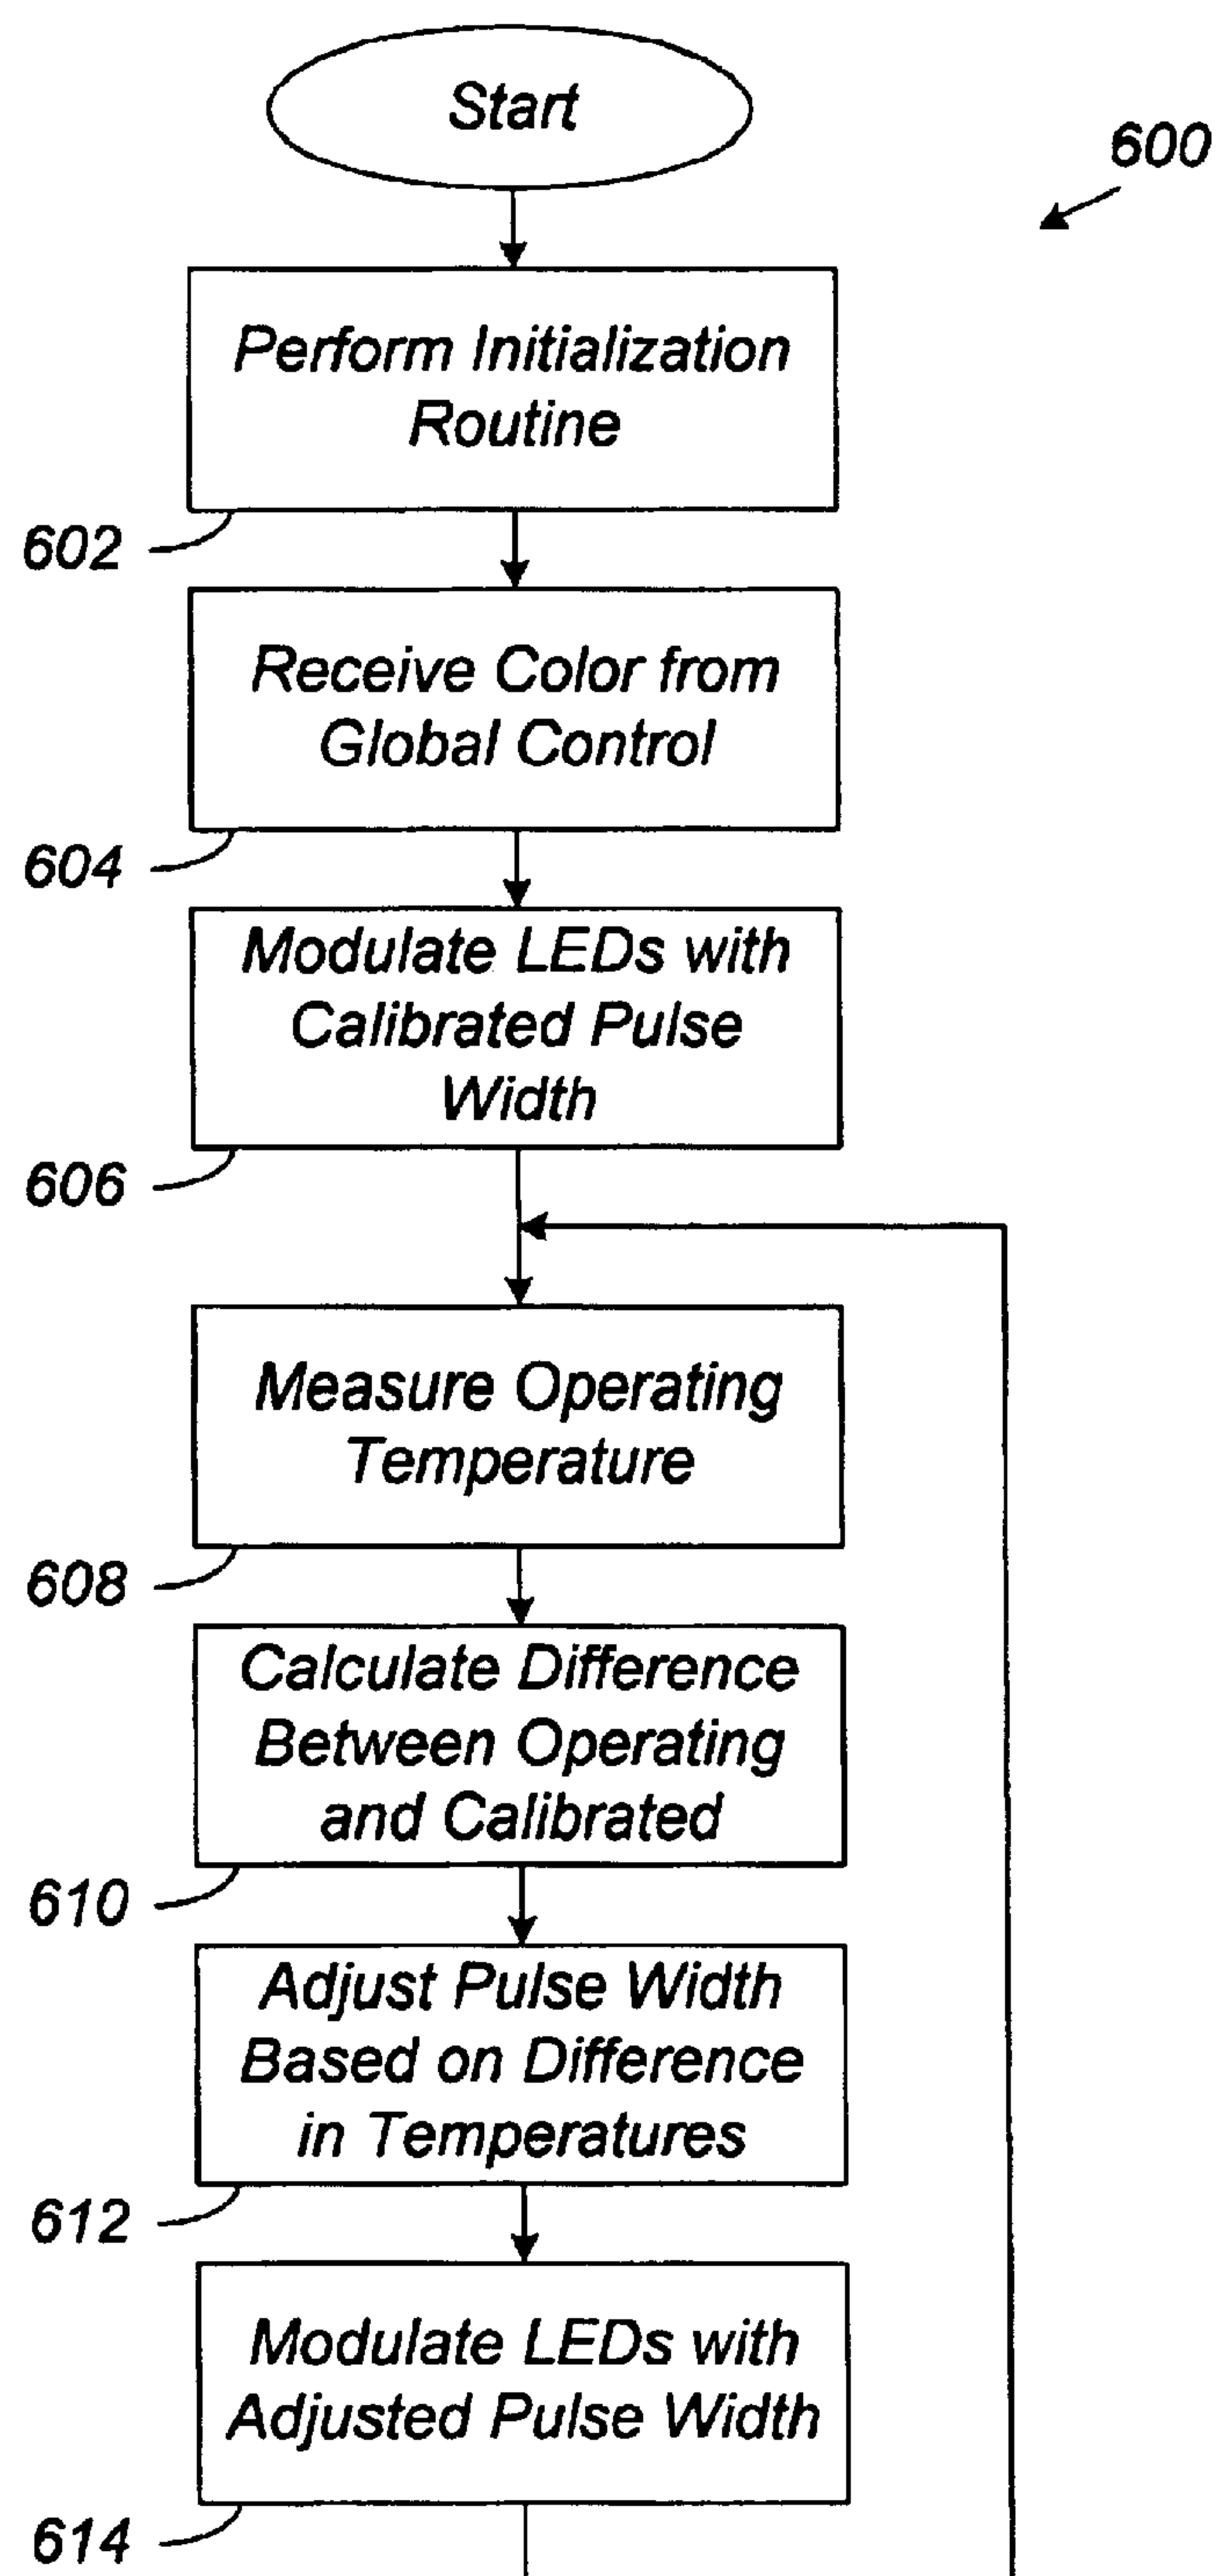 Start
600
Perform Initialization
Routine
602
Receive Color from
Global Control
604
Modulate LEDs with
Calibrated Pulse
Width
606
Measure Operating
Temperature
608
Calculate Difference
Between Operating
and Calibrated
610
Adjust Pulse Width
Based on Difference
in Temperatures
612
Modulate LEDs with
Adjusted Pulse Width
614